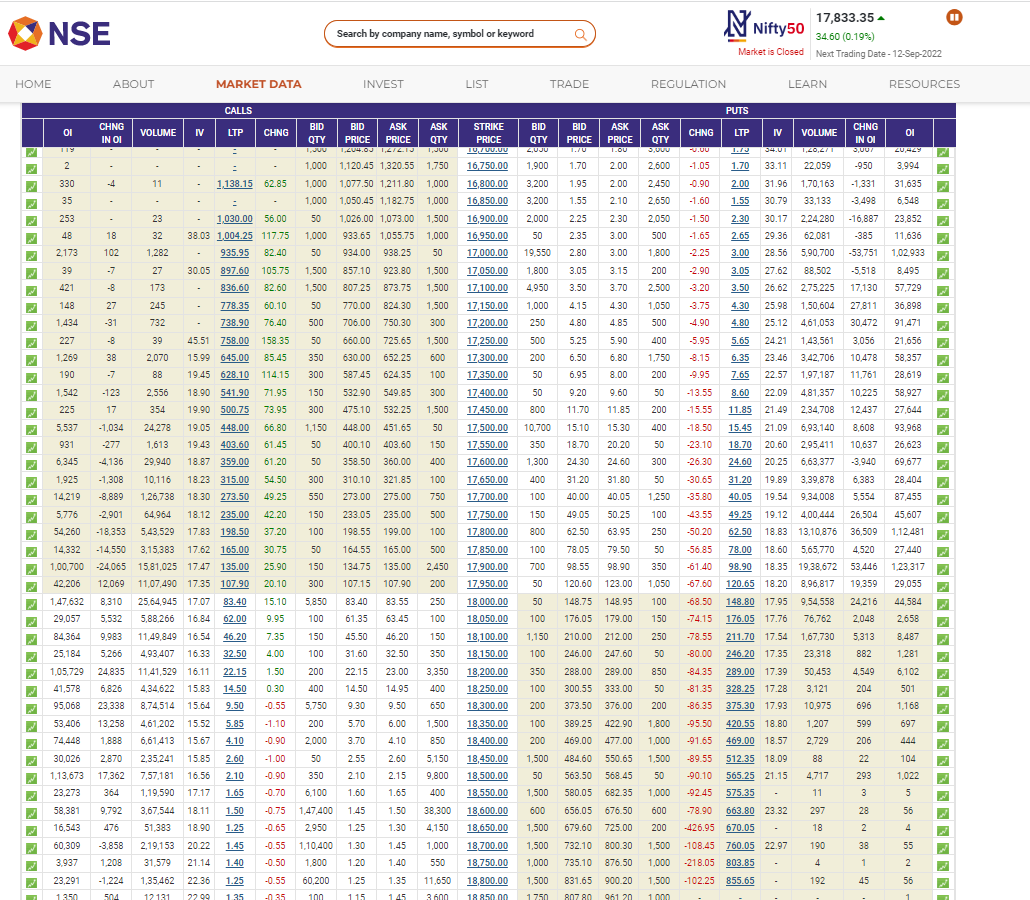 NSE
Search by company name, symbol or keyword
Nifty50
17,833.35
34.60 (0.19%)
Market is Closed
Next Trading Date - 12-Sep-2022
HOME ABOUT MARKET DATA INVEST LIST TRADE REGULATION LEARN RESOURCES
CALLS PUTS
OI CHNG IN OI VOLUME IV LTP CHNG BID QTY BID PRICE ASK PRICE ASK QTY STRIKE PRICE BID QTY BID PRICE ASK PRICE ASK QTY CHNG LTP IV VOLUME CHNG IN OI OI
119 - - - - - 1,500 1,204.85 1,272.15 16,700.00 2,050 1.70 1.80 -0.60 1.75 34.01 1,28,271 3,067 20,429
2 - - - - 1,000 1,120.45 1,320.55 1,750 16,750.00 1,900 1.70 2.00 2,600 -1.05 1.70 33.11 22,059 -950 3,994
330 -4 11 - 1,138.15 62.85 1,000 1,077.50 1,211.80 1,000 16,800.00 3,200 1.95 2.00 2,450 -0.90 2.00 31.96 1,70,163 -1,331 31,635
35 - - - - 1,000 1,050.45 1,182.75 1,000 16,850.00 3,200 1.55 2.10 2,650 -1.60 1.55 30.79 33,133 -3,498 6,548
253 - 23 - 1,030.00 56.00 50 1,026.00 1,073.00 1,500 16,900.00 2,000 2.25 2.30 2,050 -1.50 2.30 30.17 2,24,280 -16,887 23,852
48 18 32 38.03 1,004.25 117.75 1,000 933.65 1,055.75 1,000 16,950.00 50 2.35 3.00 500 -1.65 2.65 29.36 62,081 -385 11,636
2,173 102 1,282 - 935.95 82.40 50 934.00 938.25 50 17,000.00 19,550 2.80 3.00 1,800 -2.25 3.00 28.56 5,90,700 -53,751 1,02,933
39 -7 27 30.05 897.60 105.75 1,500 857.10 923.80 1,500 17,050.00 1,800 3.05 3.15 200 -2.90 3.05 27.62 88,502 -5,518 8,495
421 -8 173 - 836.60 82.60 1,500 807.25 873.75 1,500 17,100.00 4,950 3.50 3.70 2,500 -3.20 3.50 26.62 2,75,225 17,130 57,729
148 27 245 - 778.35 60.10 50 770.00 824.30 1,500 17,150.00 1,000 4.15 4.30 1,050 -3.75 4.30 25.98 1,50,604 27,811 36,898
1,434 -31 732 - 738.90 76.40 500 706.00 750.30 300 17,200.00 250 4.80 4.85 500 -4.90 4.80 25.12 4,61,053 30,472 91,471
227 -8 39 45.51 758.00 158.35 50 660.00 725.65 1,500 17,250.00 500 5.25 5.90 400 -5.95 5.65 24.21 1,43,561 3,056 21,656
1,269 38 2,070 15.99 645.00 85.45 350 630.00 652.25 600 17,300.00 200 6.50 6.80 1,750 -8.15 6.35 23.46 3,42,706 10,478 58,357
190 -7 88 19.45 628.10 114.15 300 587.45 624.35 100 17,350.00 50 6.95 8.00 200 -9.95 7.65 22.57 1,97,187 11,761 28,619
1,542 -123 2,556 18.90 541.90 71.95 150 532.90 549.85 300 17,400.00 50 9.20 9.60 50 -13.55 8.60 22.09 4,81,357 10,225 58,927
225 17 354 19.90 500.75 73.95 300 475.10 532.25 1,500 17,450.00 800 11.70 11.85 200 -15.55 11.85 21.49 2,34,708 12,437 27,644
5,537 -1,034 24,278 19.05 448.00 66.80 1,150 448.00 451.65 50 17,500.00 10,700 15.10 15.30 400 -18.50 15.45 21.09 6,93,140 8,608 93,968
931 -277 1,613 19.43 403.60 61.45 50 400.10 403.60 150 17,550.00 350 18.70 20.20 50 -23.10 18.70 20.60 2,95,411 10,637 26,623
6,345 -4,136 29,940 18.87 359.00 61.20 50 358.50 360.00 400 17,600.00 1,300 24.30 24.60 300 -26.30 24.60 20.25 6,63,377 -3,940 69,677
1,925 -1,308 10,116 18.23 315.00 54.50 300 310.10 321.85 100 17,650.00 400 31.20 31.80 50 -30.65 31.20 19.89 3,39,878 6,383 28,404
14,219 -8,889 1,26,738 18.30 273.50 49.25 550 273.00 275.00 750 17,700.00 100 40.00 40.05 1,250 -35.80 40.05 19.54 9,34,008 5,554 87,455
5,776 -2,901 64,964 18.12 235.00 42.20 150 233.05 235.00 500 17,750.00 150 49.05 50.25 100 -43.55 49.25 19.12 4,00,444 26,504 45,607
54,260 -18,353 5,43,529 17.83 198.50 37.20 100 198.55 199.00 100 17,800.00 800 62.50 63.95 250 -50.20 62.50 18.83 13,10,876 36,509 1,12,481
14,332 -14,550 3,15,383 17.62 165.00 30.75 50 164.55 165.00 500 17,850.00 100 78.05 79.50 50 -56.85 78.00 18.60 5,65,770 4,520 27,440
1,00,700 -24,065 15,81,025 17.47 135.00 25.90 150 134.75 135.00 2,450 17,900.00 700 98.55 98.90 350 -61.40 98.90 18.35 19,38,672 53,446 1,23,317
42,206 12,069 11,07,490 17.35 107.90 20.10 300 107.15 107.90 200 17,950.00 50 120.60 123.00 1,050 -67.60 120.65 18.20 8,96,817 19,359 29,055
1,47,632 8,310 25,64,945 17.07 83.40 15.10 5,850 83.40 83.55 250 18,000.00 50 148.75 148.95 100 -68.50 148.80 17.95 9,54,558 24,216 44,584
29,057 5,532 5,88,266 16.84 62.00 9.95 100 61.35 63.45 100 18,050.00 100 176.05 179.00 150 -74.15 176.05 17.76 76,762 2,048 2,658
84,364 9,983 11,49,849 16.54 46.20 7.35 150 45.50 46.20 150 18,100.00 1,150 210.00 212.00 250 -78.55 211.70 17.54 1,67,730 5,313 8,487
25,184 5,266 4,93,407 16.33 32.50 4.00 100 31.60 32.50 350 18,150.00 100 246.00 247.60 50 -80.00 246.20 17.35 23,318 882 1,281
1,05,729 24,835 11,41,529 16.11 22.15 1.50 200 22.15 23.00 3,350 18,200.00 350 288.00 289.00 850 -84.35 289.00 17.39 50,453 4,549 6,102
41,578 6,826 4,34,622 15.83 14.50 0.30 400 14.50 14.95 400 18,250.00 100 300.55 333.00 50 -81.35 328.25 17.28 3,121 204 501
95,068 23,338 8,74,514 15.64 9.50 -0.55 5,750 9.30 9.50 650 18,300.00 200 373.50 376.00 200 -86.35 375.30 17.93 10,975 696 1,168
53,406 13,258 4,61,202 15.52 5.85 -1.10 200 5.70 6.00 1,500 18,350.00 100 389.25 422.90 1,800 -95.50 420.55 18.80 1,207 599 697
74,448 1,888 6,61,413 15.67 4.10 -0.90 2,000 3.70 4.10 850 18,400.00 200 469.00 477.00 1,000 -91.65 469.00 18.57 2,729 206 444
30,026 2,870 2,35,241 15.85 2.60 -1.00 50 2.55 2.60 5,150 18,450.00 1,500 484.60 550.65 1,500 -89.55 512.35 18.09 88 22 104
1,13,673 17,362 7,57,181 16.56 2.10 -0.90 350 2.10 2.15 9,800 18,500.00 50 563.50 568.45 50 -90.10 565.25 21.15 4,717 293 1,022
23,273 364 1,19,590 17.17 1.65 -0.70 6,100 1.60 1.65 400 18,550.00 1,500 580.05 682.35 1,000 -92.45 575.35 - 11 3 5
58,381 9,792 3,67,544 18.11 1.50 -0.75 1,47,400 1.45 1.50 38,300 18,600.00 600 656.05 676.50 600 -78.90 663.80 23.32 297 28 56
16,543 476 51,383 18.90 1.25 -0.65 2,950 1.25 1.30 4,150 18,650.00 1,500 679.60 725.00 200 -426.95 670.05 - 18 2 4
60,309 -3,858 2,19,153 20.22 1.45 -0.55 1,10,400 1.30 1.45 1,000 18,700.00 1,500 732.10 800.30 1,500 -108.45 760.05 22.97 190 38 55
3,937 1,208 31,579 21.14 1.40 -0.50 1,800 1.20 1.40 550 18,750.00 1,000 735.10 876.50 1,000 -218.05 803.85 - 4 1 2
23,291 -1,224 1,35,462 22.36 1.25 -0.55 60,200 1.25 1.35 11,650 18,800.00 1,500 831.65 900.20 1,500 -102.25 855.65 - 192 45 56
1,350 504 12,131 22.99 1.35 -0.35 100 1.15 1.45 3,600 18,850.00 1,750 807.80 961.20 1,000 - - - - - 1